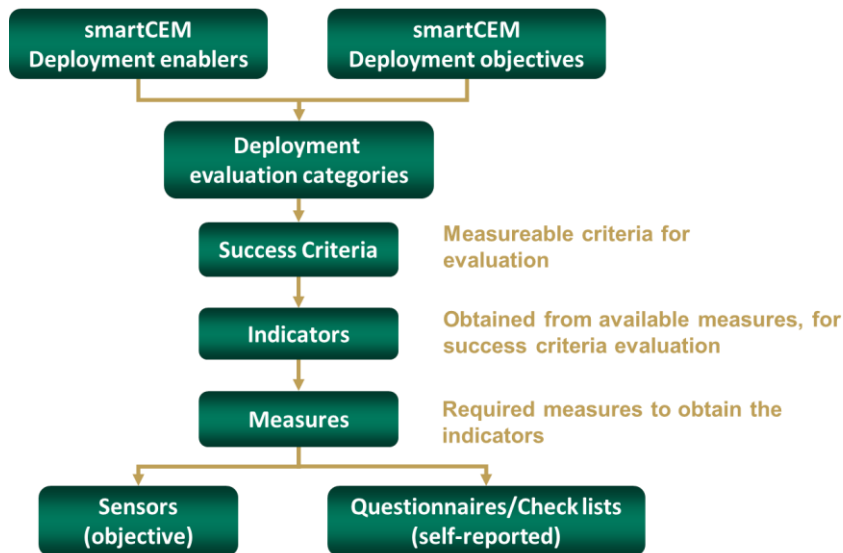 smartCEM
Deployment enablers
smartCEM
Deployment objectives
Deployment
evaluation categories
Success Criteria
Measureable criteria for
evaluation
Indicators
Obtained from available measures, for
success criteria evaluation
Measures
Required measures to obtain the
indicators
Sensors
(objective)
Questionnaires/Check lists
(self-reported)